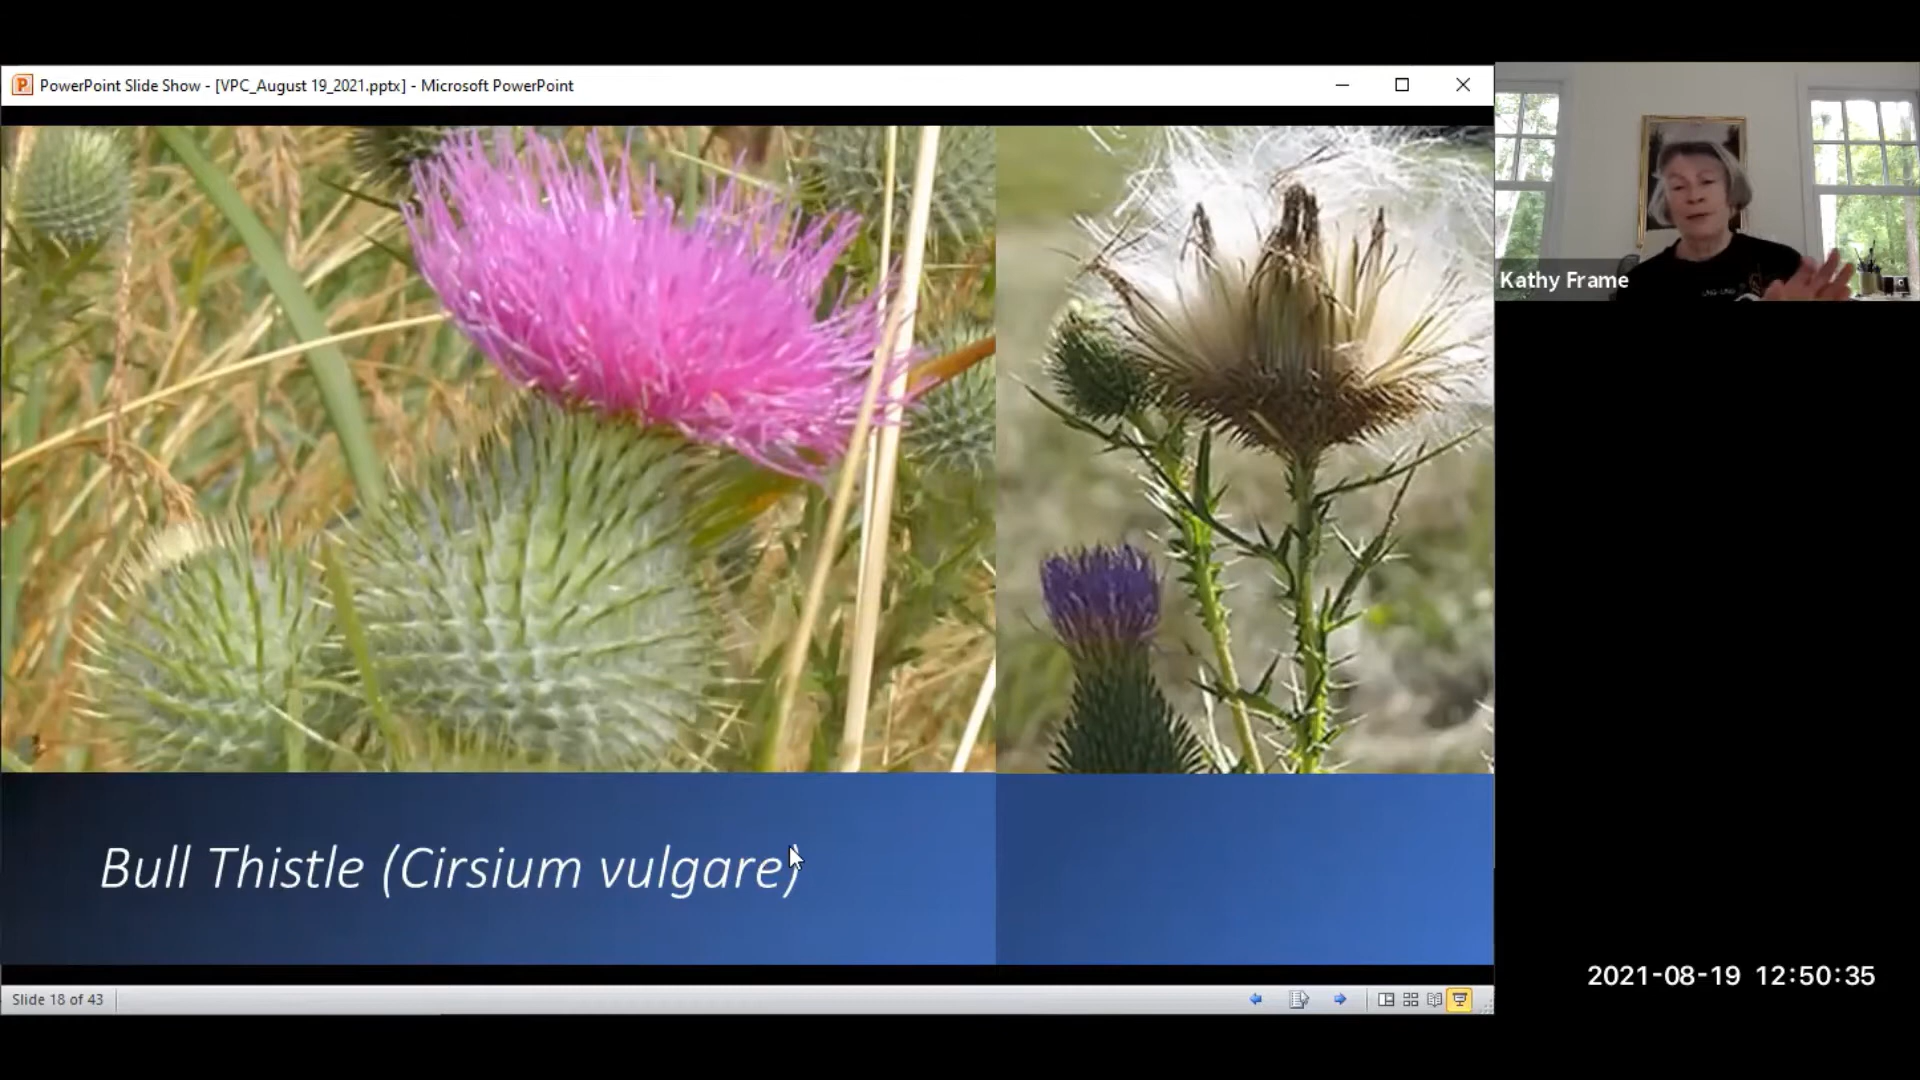 PowerPoint Slide Show - [VPC_August 19_2021.pptx] - Microsoft PowerPoint
Kathy Frame
Bull Thistle (Cirsium vulgare)
2021-08-19 12:50:35
Slide 18 of 43